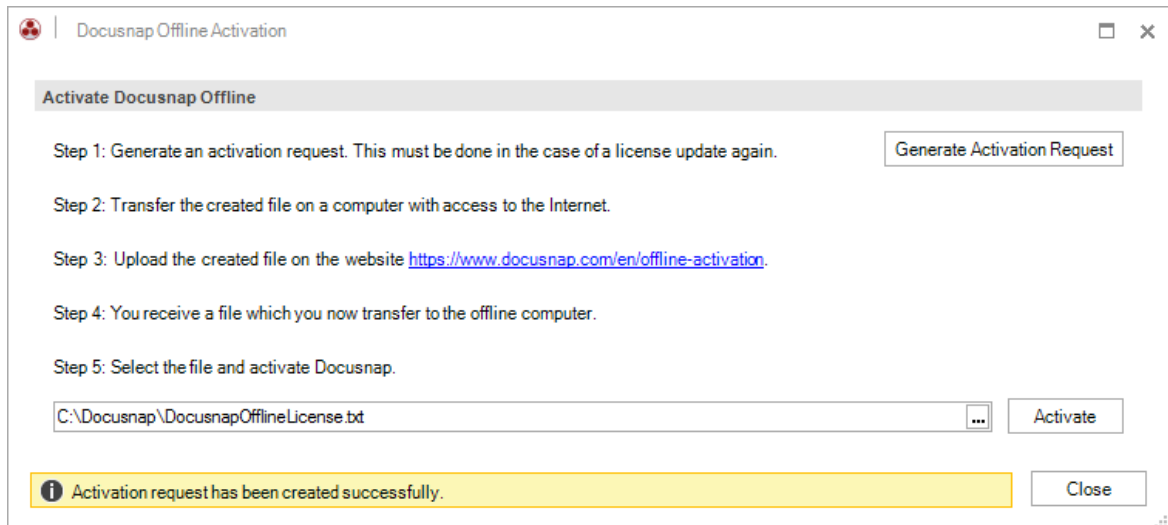 Docusnap Offline Activation
Activate Docusnap Offline
Step 1: Generate an activation request. This must be done in the case of a license update again.
Generate Activation Request
Step 2: Transfer the created file on a computer with access to the Internet.
Step 3: Upload the created file on the website https://www.docusnap.com/en/offline-activation.
Step 4: You receive a file which you now transfer to the offline computer.
Step 5: Select the file and activate Docusnap.
C:\Docusnap\DocusnapOfflineLicense.txt
...
Activate
Activation request has been created successfully.
Close